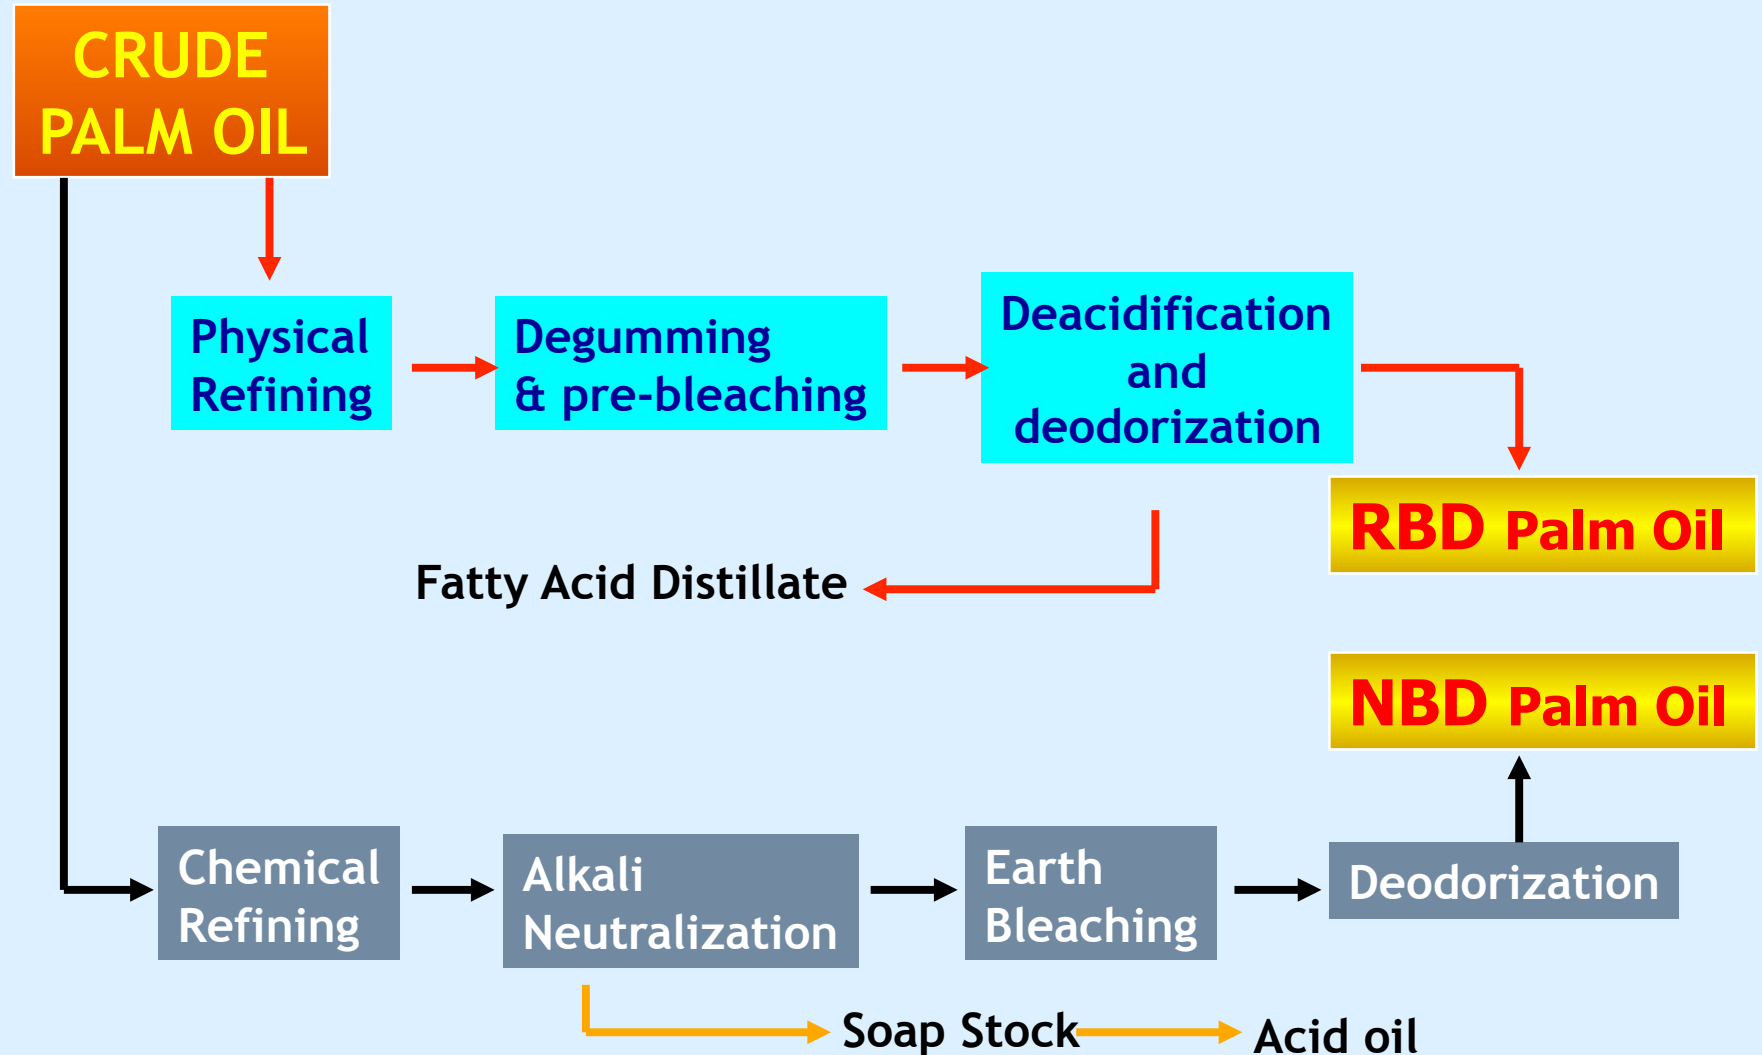 CRUDE
PALM OIL
Physical
Refining
Degumming
& pre-bleaching
Deacidification
and
deodorization
RBD Palm Oil
Fatty Acid Distillate
NBD Palm Oil
Chemical
Refining
Alkali
Neutralization
Earth
Bleaching
Deodorization
Soap Stock
Acid oil